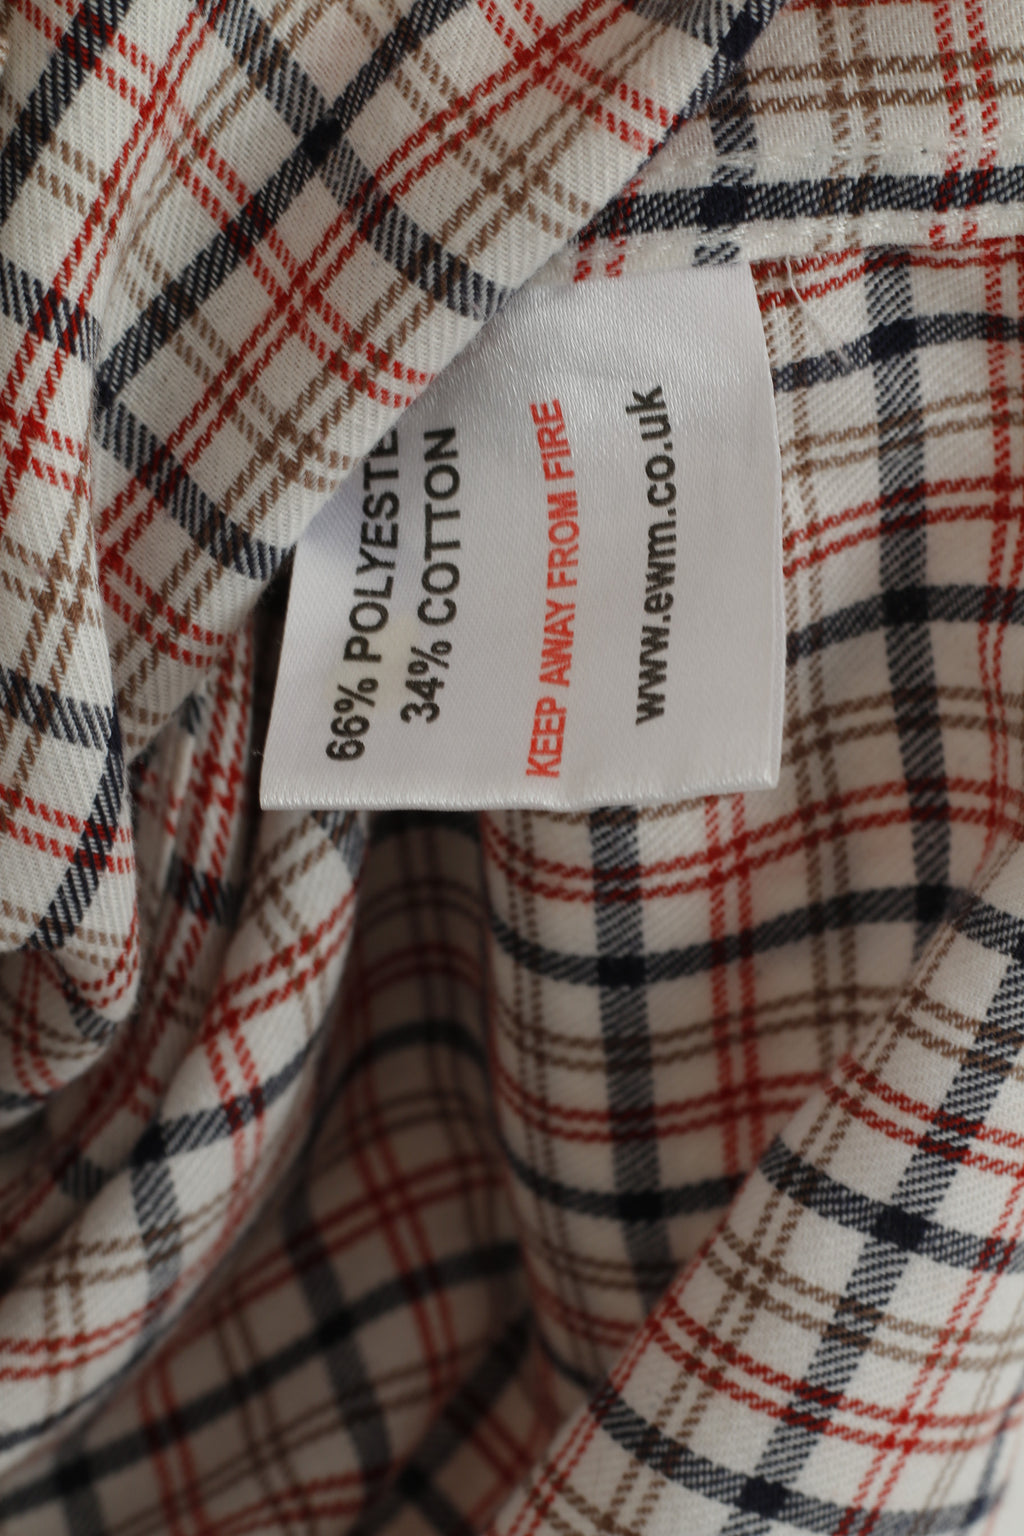 66% POLYESTE
34% COTTON
KEEP AWAY FROM FIRE
www.ewm.co.uk